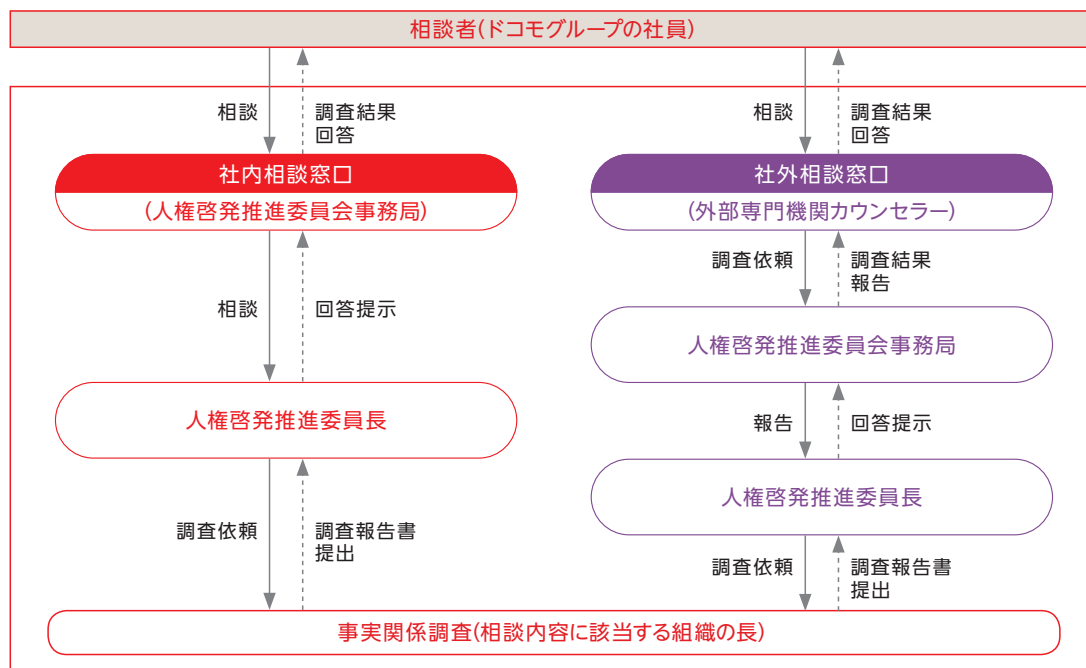 相談者(ドコモグループの社員)
相談
調査結果
回答
社内相談窓口
(人権啓発推進委員会事務局)
相談
回答提示
人権啓発推進委員長
調査依頼
調査報告書
提出
相談
調査結果
回答
社外相談窓口
(外部専門機関カウンセラー)
調査依頼
調査結果
報告
人権啓発推進委員会事務局
報告
回答提示
人権啓発推進委員長
調査依頼
調査報告書
提出
事実関係調査(相談内容に該当する組織の長)